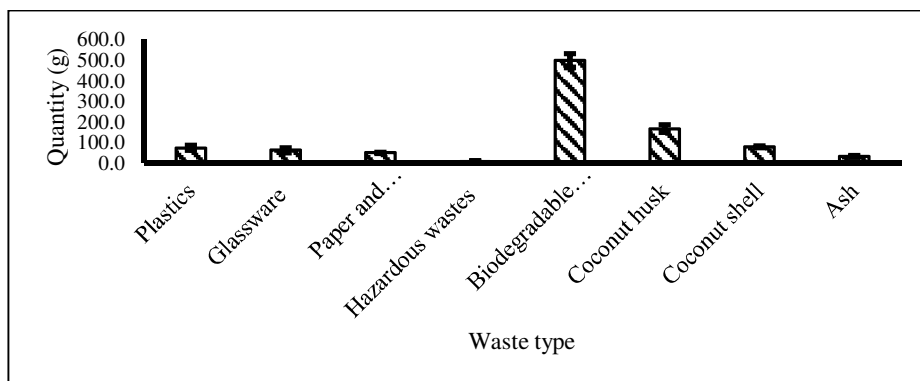 600.0
500.0
400.0
300.0
200.0
100.0
0.0
Quantity (g)
Plastics
Glassware
Paper and…
Hazardous wastes
Biodegradable…
Coconut husk
Coconut shell
Ash
Waste type